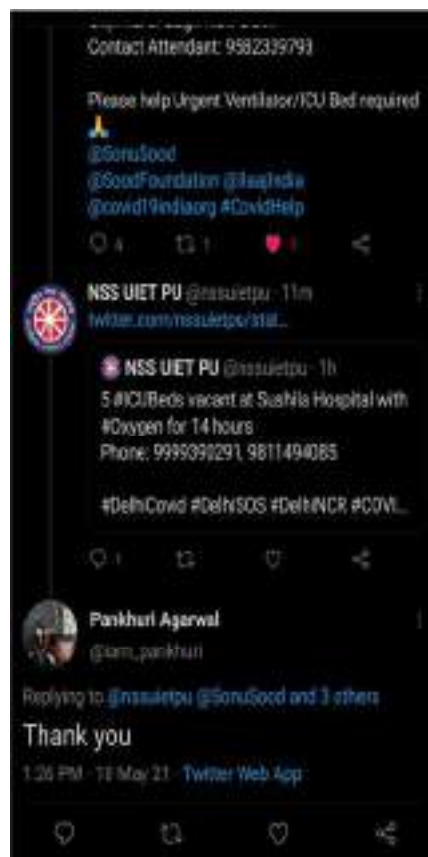 Contact Attendant: 9582339793
Please help Urgent Ventilator/ICU Bed required
@SonuSood
@SoodFoundation @IlaajIndia
@covid19indiaorg #CovidHelp
4 1 1
NSS UIET PU @nssuietpu · 11m
twitter.com/nssuietpu/stat...
NSS UIET PU @nssuietpu · 1h
5 #ICUBeds vacant at Sushila Hospital with
#Oxygen for 14 hours
Phone: 9999390291, 9811494085
#DelhiCovid #DelhiSOS #DelhiNCR #COVI...
1
Pankhuri Agarwal
@iam_pankhuri
Replying to @nssuietpu @SonuSood and 3 others
Thank you
1:26 PM · 18 May 21 · Twitter Web App